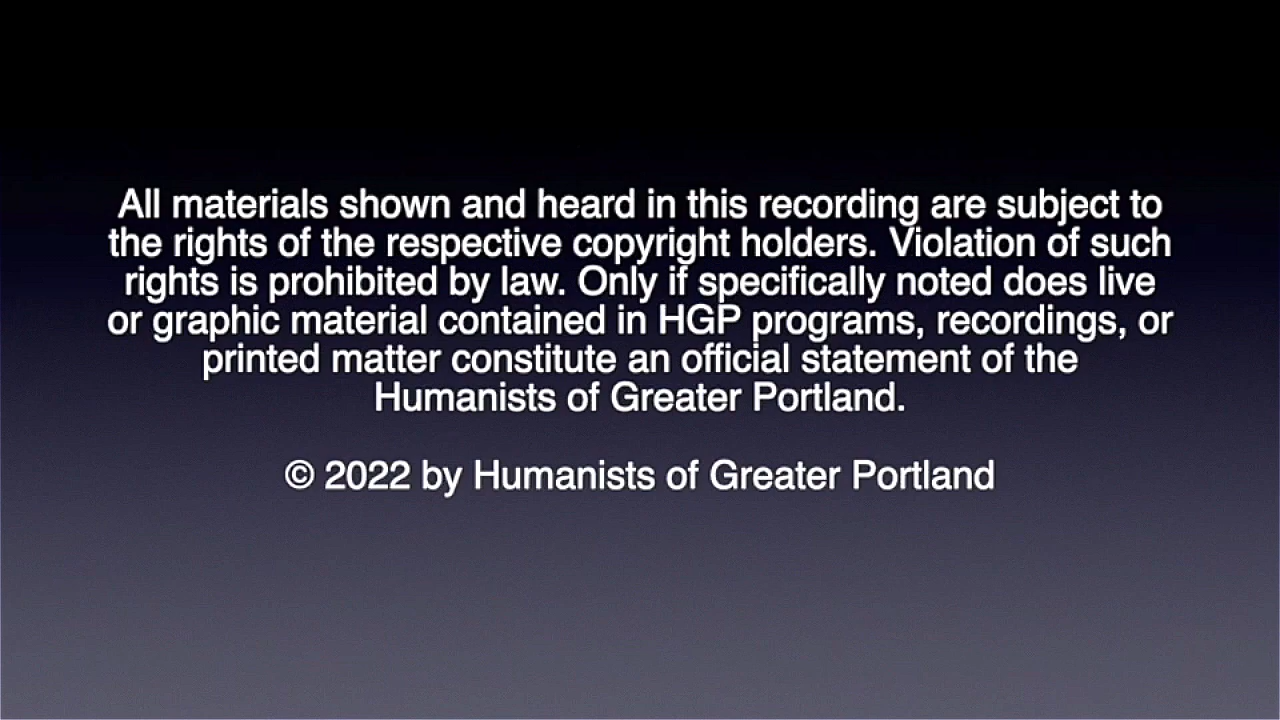 All materials shown and heard in this recording are subject to
the rights of the respective copyright holders. Violation of such
rights is prohibited by law. Only if specifically noted does live
or graphic material contained in HGP programs, recordings, or
printed matter constitute an official statement of the
Humanists of Greater Portland.
© 2022 by Humanists of Greater Portland